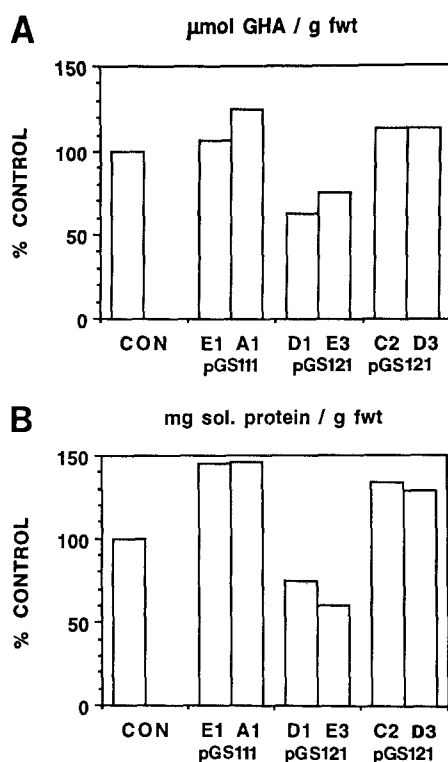 A
µmol GHA / g fwt
150
100
50
0
% CONTROL
CON E1 A1 D1 E3 C2 D3
pGS111 pGS121 pGS121
B
mg sol. protein / g fwt
150
100
50
0
% CONTROL
CON E1 A1 D1 E3 C2 D3
pGS111 pGS121 pGS121